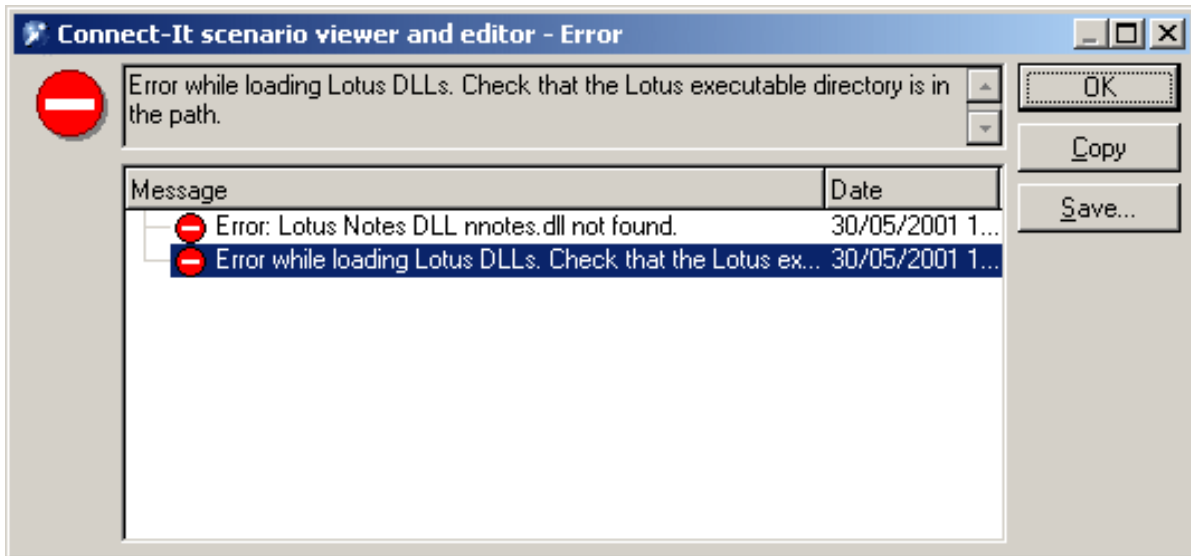 Connect-It scenario viewer and editor - Error
Error while loading Lotus DLLs. Check that the Lotus executable directory is in
the path.
OK
Copy
Save...
Message Date
Error: Lotus Notes DLL nnotes.dll not found. 30/05/2001 1...
Error while loading Lotus DLLs. Check that the Lotus ex... 30/05/2001 1...